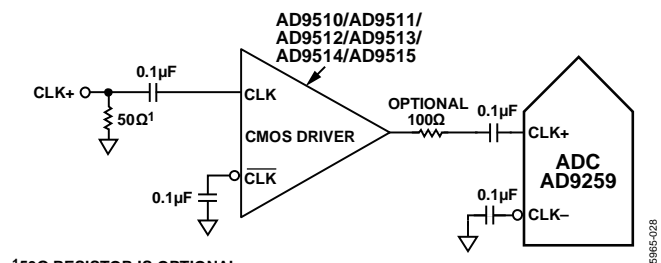 AD9510/AD9511/
AD9512/AD9513/
AD9514/AD9515
0.1µF
CLK+
50Ω¹
CLK
CMOS DRIVER
CLK
0.1µF
OPTIONAL
100Ω
0.1µF
CLK+
ADC
AD9259
0.1µF
CLK–
5965-028